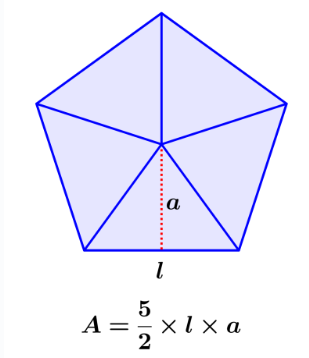 a
l
A = 5/2 × l × a